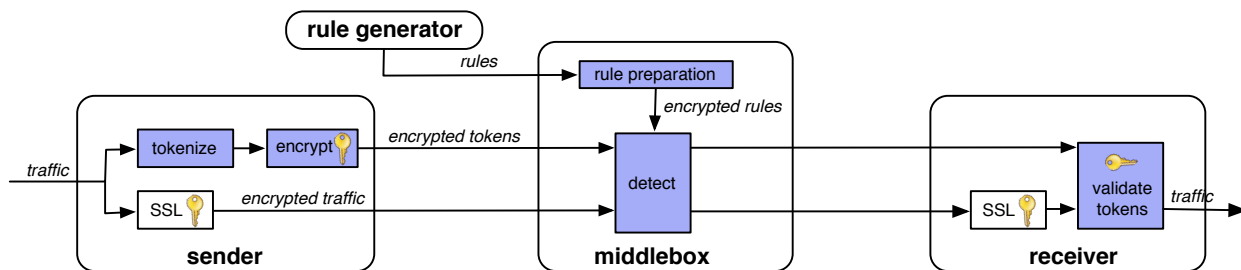 rule generator
rules
rule preparation
encrypted rules
traffic
tokenize
encrypt
encrypted tokens
SSL
encrypted traffic
sender
detect
middlebox
SSL
validate
tokens
traffic
receiver